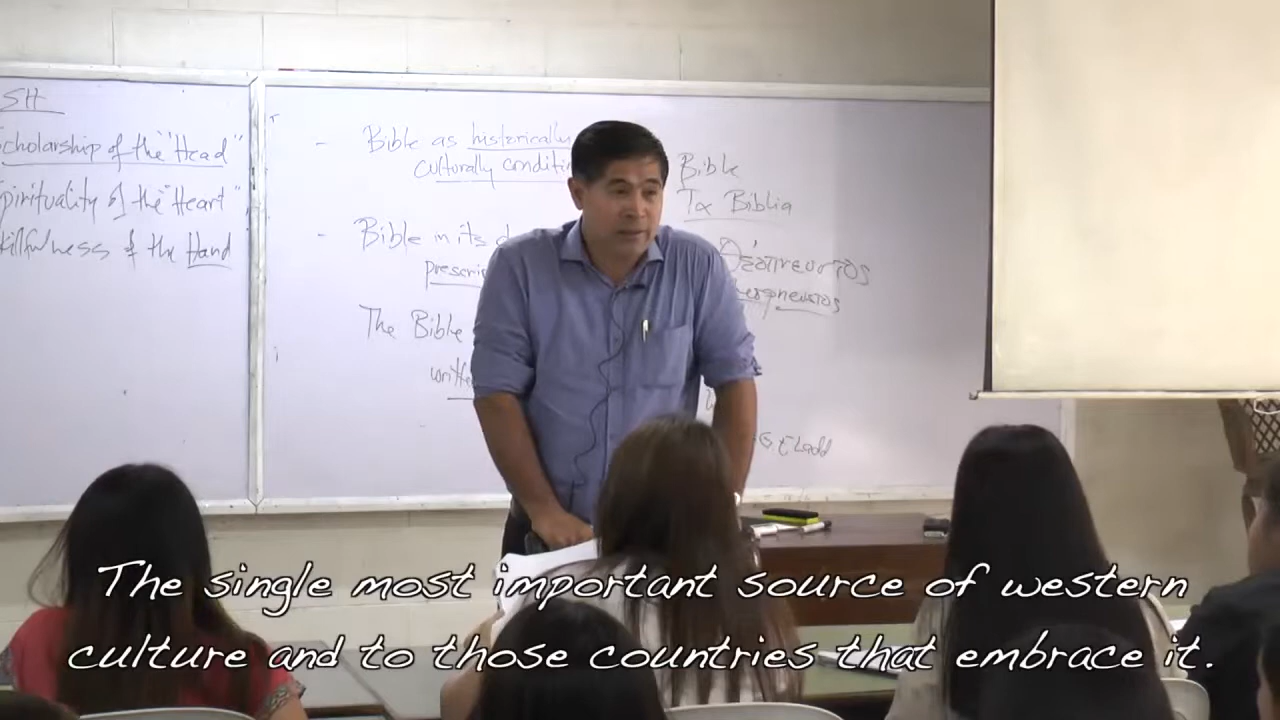 SH
Scholarship of the "Head"
Spirituality of the "Heart"
Skillfulness of the Hand
- Bible as historically
culturally
- Bible in its
The Bible
Bible
Ta Biblia
Θεόπνευστος
G. E Ladd
The single most important source of western
culture and to those countries that embrace it.